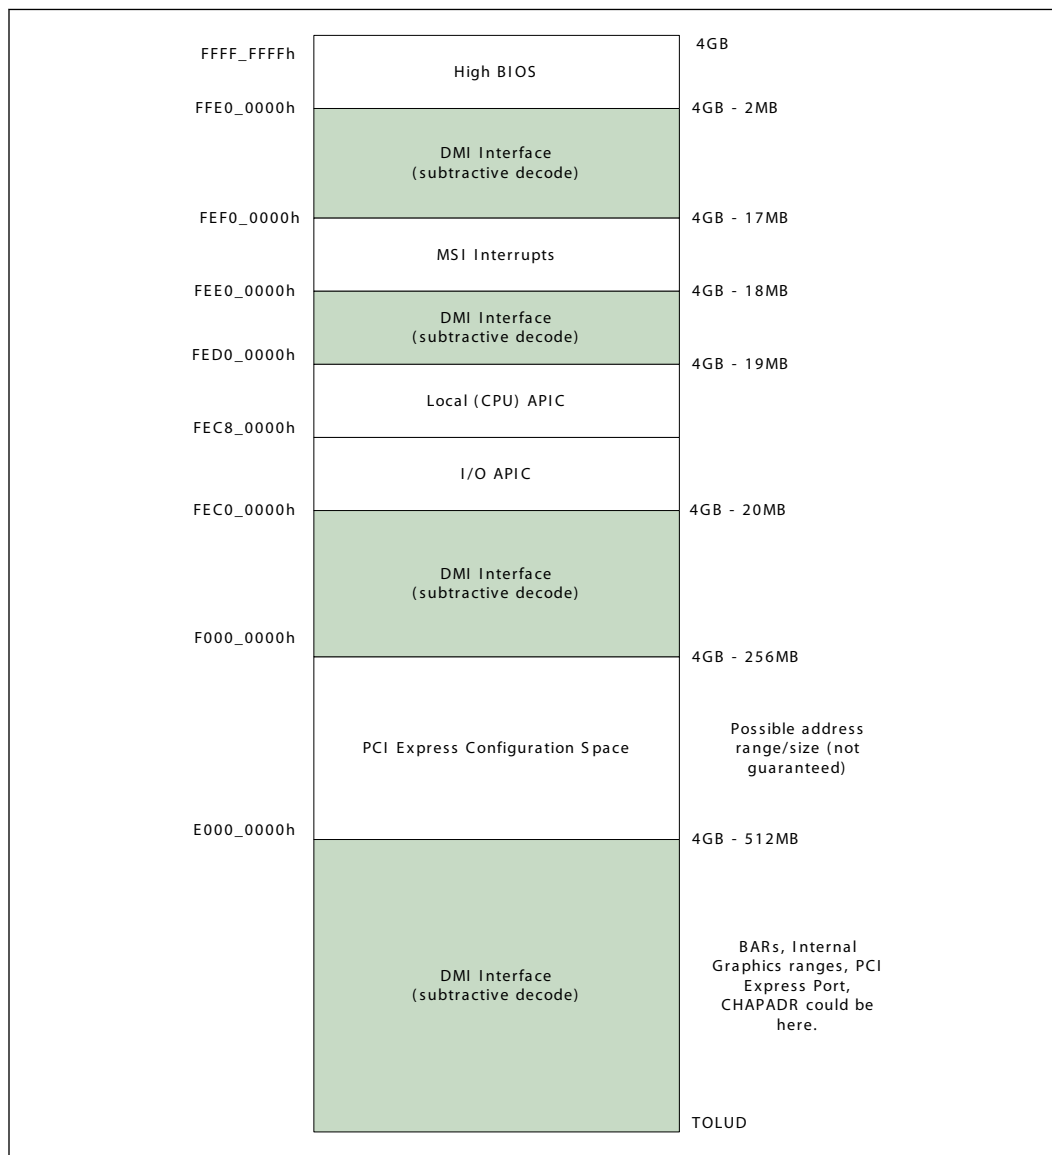 FFFF_FFFFh
4GB
High BIOS
FFE0_0000h
4GB - 2MB
DMI Interface
(subtractive decode)
FEF0_0000h
4GB - 17MB
MSI Interrupts
FEE0_0000h
4GB - 18MB
DMI Interface
(subtractive decode)
FED0_0000h
4GB - 19MB
Local (CPU) APIC
FEC8_0000h
I/O APIC
FEC0_0000h
4GB - 20MB
DMI Interface
(subtractive decode)
F000_0000h
4GB - 256MB
PCI Express Configuration Space
Possible address
range/size (not
guaranteed)
E000_0000h
4GB - 512MB
DMI Interface
(subtractive decode)
BARs, Internal
Graphics ranges, PCI
Express Port,
CHAPADR could be
here.
TOLUD